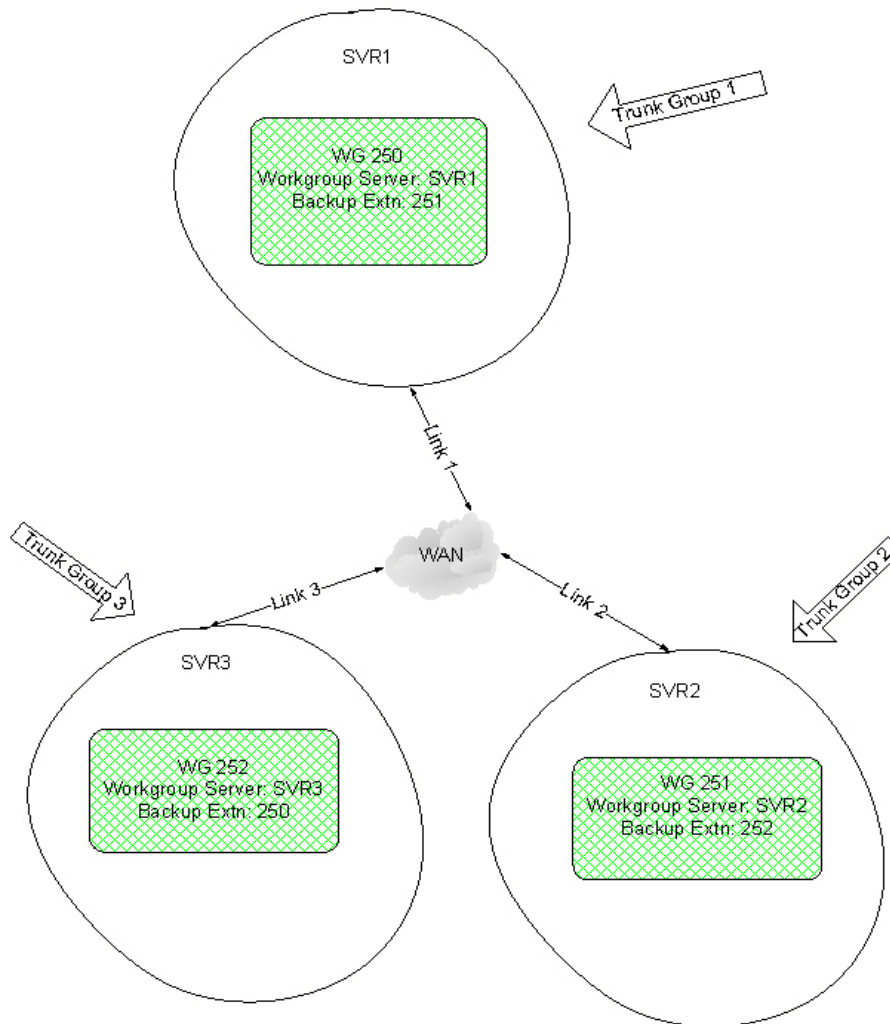 SVR1
Trunk Group 1
WG 250
Workgroup Server: SVR1
Backup Extn: 251
Link 1
WAN
Trunk Group 3
Link 3
Link 2
Trunk Group 2
SVR3
WG 252
Workgroup Server: SVR3
Backup Extn: 250
SVR2
WG 251
Workgroup Server: SVR2
Backup Extn: 252